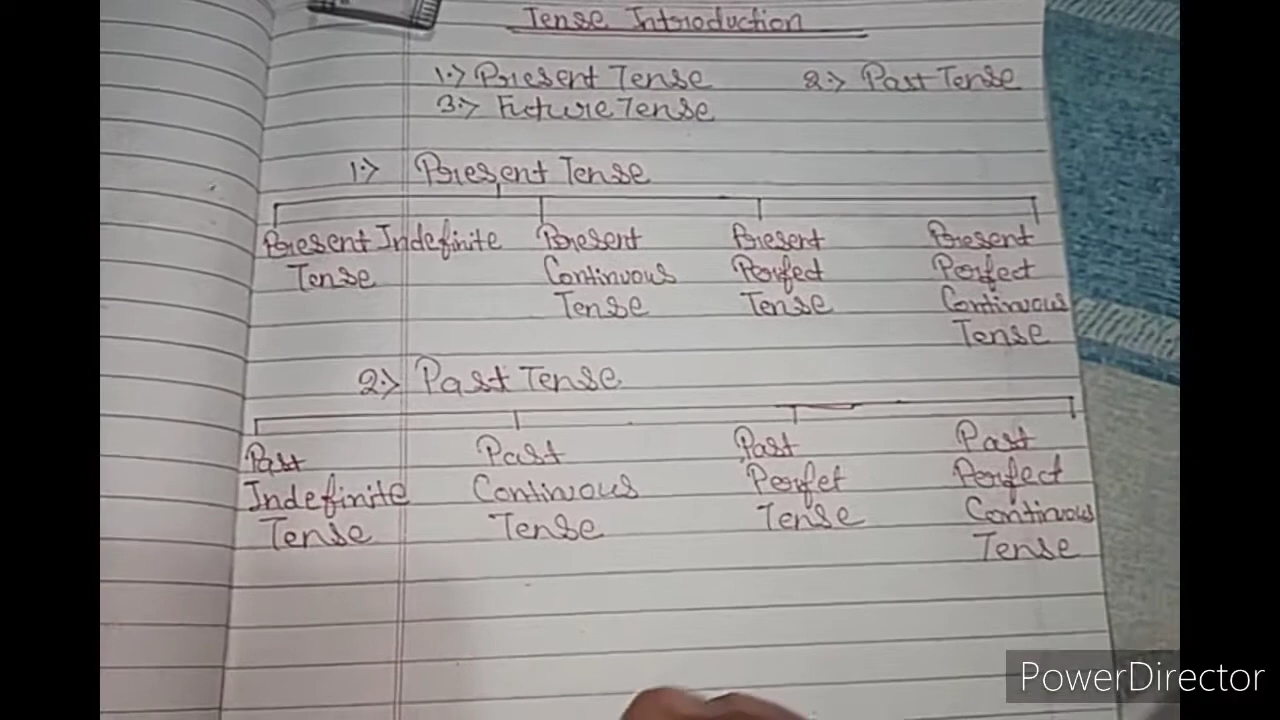 Tense Introduction
1.> Present Tense 2.> Past Tense
3.> Future Tense
1.> Present Tense
Present Indefinite Present Present Present
Tense Continuous Perfect Perfect
Tense Tense Continuous
Tense
2.> Past Tense
Past Past Past Past
Indefinite Continuous Perfet Perfect
Tense Tense Tense Continuous
Tense
PowerDirector